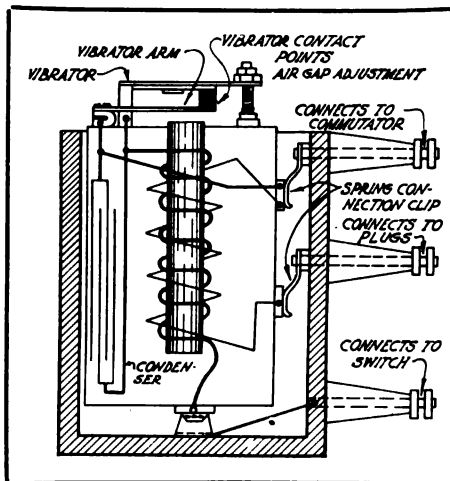 VIBRATOR CONTACT
VIBRATOR ARM
POINTS
VIBRATOR
AIR GAP ADJUSTMENT
CONNECTS TO
COMMUTATOR
SPRING CON-
NECTION CLIP
CONNECTS TO
PLUGS
CONNECTS TO
SWITCH
CONDEN-
SER